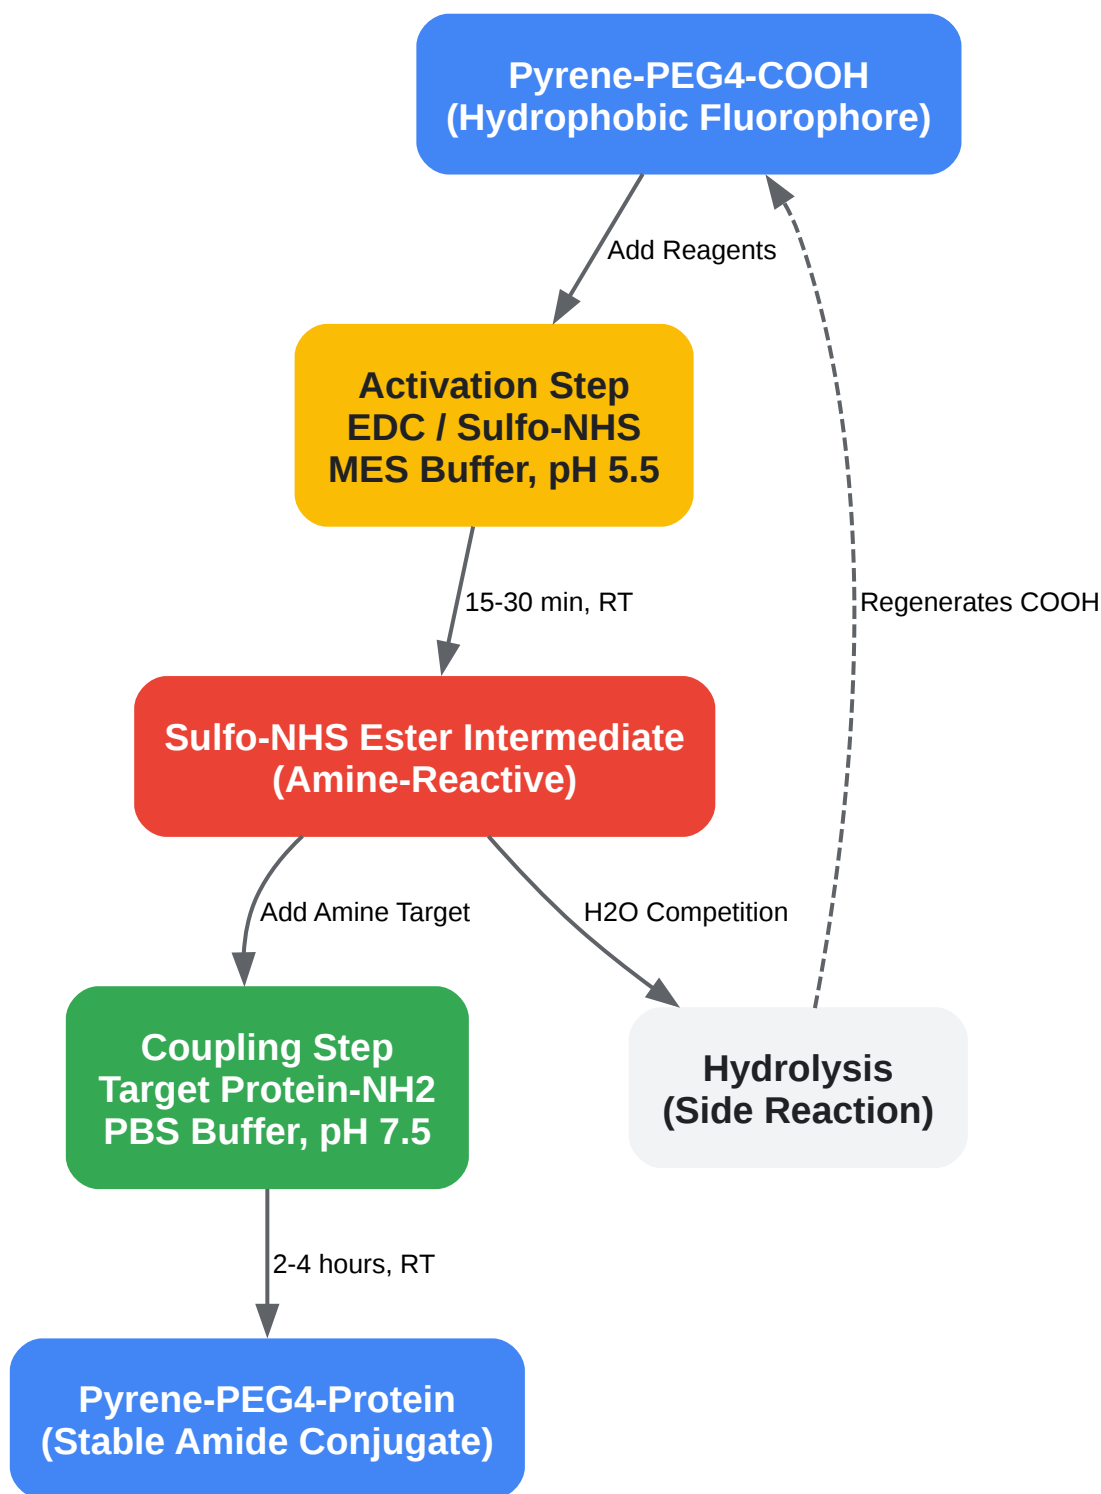 Pyrene-PEG4-COOH
(Hydrophobic Fluorophore)
Add Reagents
Activation Step
EDC / Sulfo-NHS
MES Buffer, pH 5.5
15-30 min, RT
Regenerates COOH
Sulfo-NHS Ester Intermediate
(Amine-Reactive)
Add Amine Target
H2O Competition
Coupling Step
Target Protein-NH2
PBS Buffer, pH 7.5
Hydrolysis
(Side Reaction)
2-4 hours, RT
Pyrene-PEG4-Protein
(Stable Amide Conjugate)